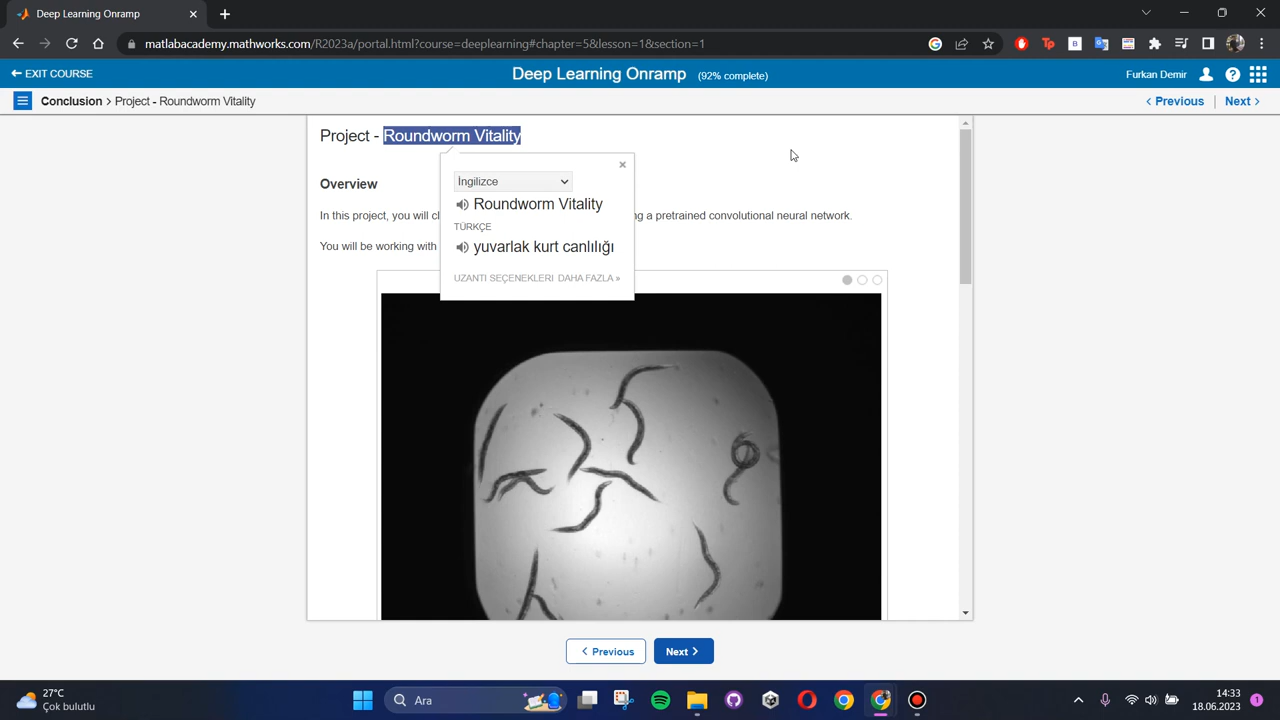 Deep Learning Onramp
matlabacademy.mathworks.com/R2023a/portal.html?course=deeplearning#chapter=5&lesson=1&section=1
EXIT COURSE
Deep Learning Onramp (92% complete)
Furkan Demir
Conclusion > Project - Roundworm Vitality
Previous
Next
Project - Roundworm Vitality
İngilizce
Roundworm Vitality
TÜRKÇE
yuvarlak kurt canlılığı
UZANTI SEÇENEKLERİ DAHA FAZLA »
Overview
In this project, you will cl
g a pretrained convolutional neural network.
You will be working with
Previous
Next
27°C
Çok bulutlu
Ara
14:33
18.06.2023
1